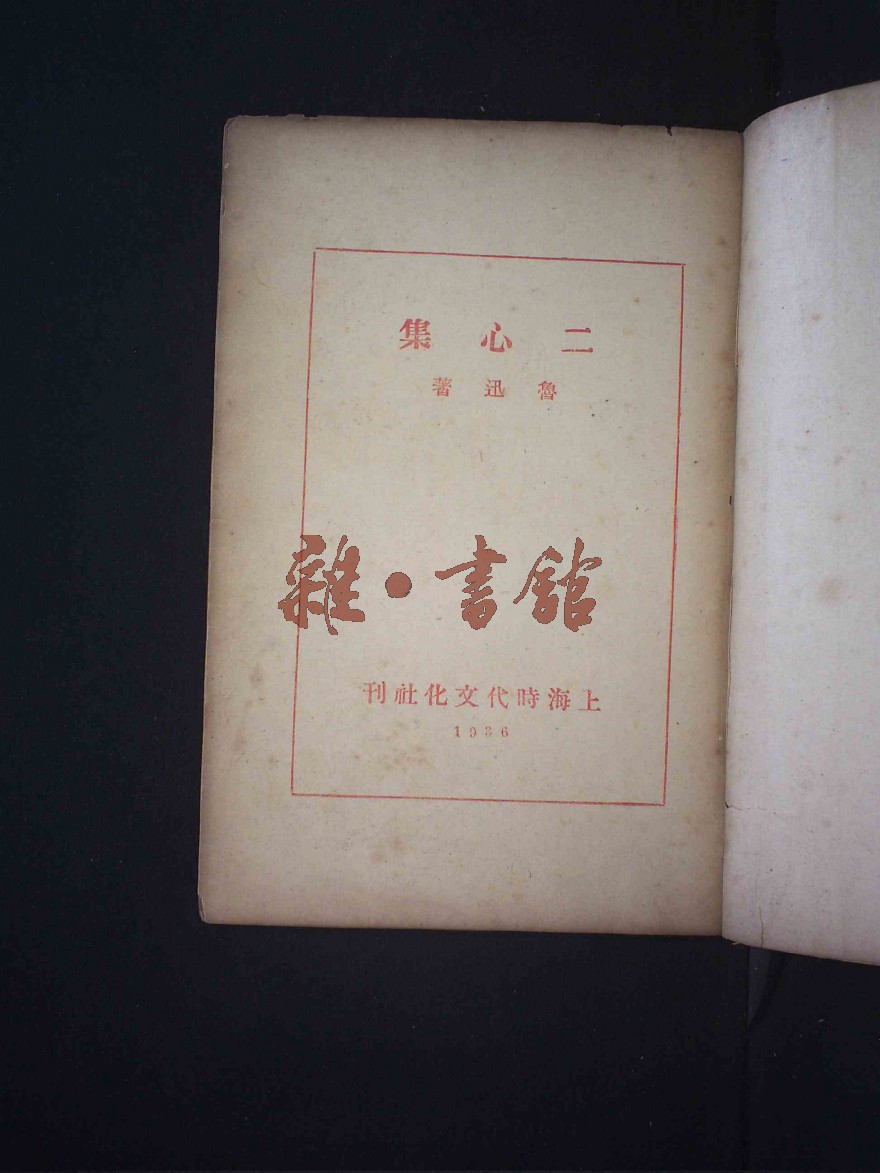 二心集
魯迅著
雜·書館
上海時代文化社刊
1936